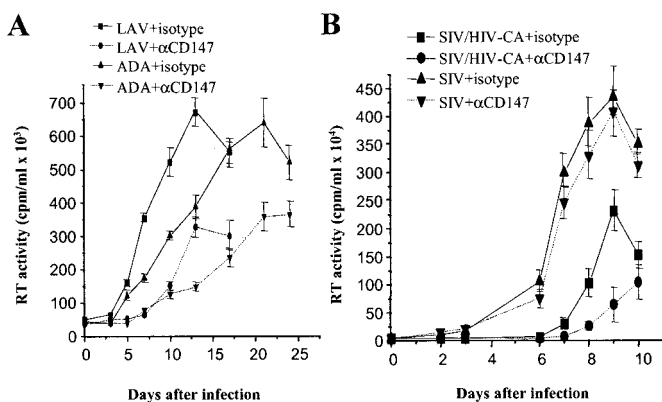 A
LAV+isotype
LAV+αCD147
ADA+isotype
ADA+αCD147
RT activity (cpm/ml x 10³)
700
600
500
400
300
200
100
0
0 5 10 15 20 25
Days after infection
B
SIV/HIV-CA+isotype
SIV/HIV-CA+αCD147
SIV+isotype
SIV+αCD147
RT activity (cpm/ml x 10⁴)
450
400
350
300
250
200
150
100
50
0
0 2 4 6 8 10
Days after infection